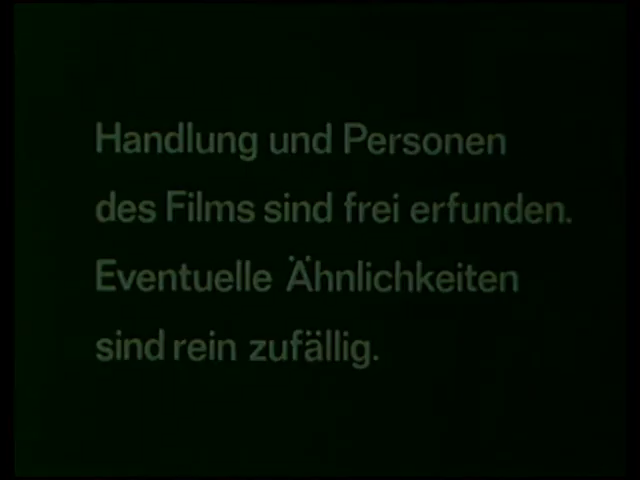 Handlung und Personen
des Films sind frei erfunden.
Eventuelle Ähnlichkeiten
sind rein zufällig.